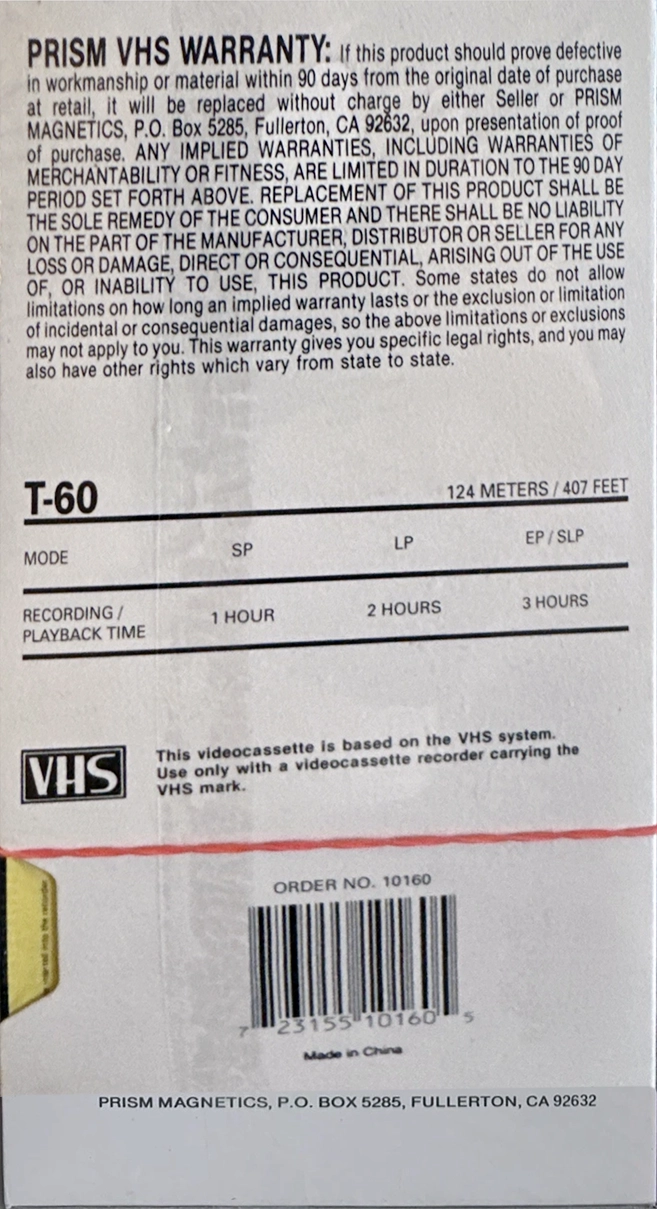 PRISM VHS WARRANTY: If this product should prove defective
in workmanship or material within 90 days from the original date of purchase
at retail, it will be replaced without charge by either Seller or PRISM
MAGNETICS, P.O. Box 5285, Fullerton, CA 92632, upon presentation of proof
of purchase. ANY IMPLIED WARRANTIES, INCLUDING WARRANTIES OF
MERCHANTABILITY OR FITNESS, ARE LIMITED IN DURATION TO THE 90 DAY
PERIOD SET FORTH ABOVE. REPLACEMENT OF THIS PRODUCT SHALL BE
THE SOLE REMEDY OF THE CONSUMER AND THERE SHALL BE NO LIABILITY
ON THE PART OF THE MANUFACTURER, DISTRIBUTOR OR SELLER FOR ANY
LOSS OR DAMAGE, DIRECT OR CONSEQUENTIAL, ARISING OUT OF THE USE
OF, OR INABILITY TO USE, THIS PRODUCT. Some states do not allow
limitations on how long an implied warranty lasts or the exclusion or limitation
of incidental or consequential damages, so the above limitations or exclusions
may not apply to you. This warranty gives you specific legal rights, and you may
also have other rights which vary from state to state.
T-60 124 METERS / 407 FEET
MODE SP LP EP / SLP
RECORDING / PLAYBACK TIME 1 HOUR 2 HOURS 3 HOURS
VHS
This videocassette is based on the VHS system.
Use only with a videocassette recorder carrying the
VHS mark.
into the recorder
ORDER NO. 10160
7 23155 10160 5
Made in China
PRISM MAGNETICS, P.O. BOX 5285, FULLERTON, CA 92632